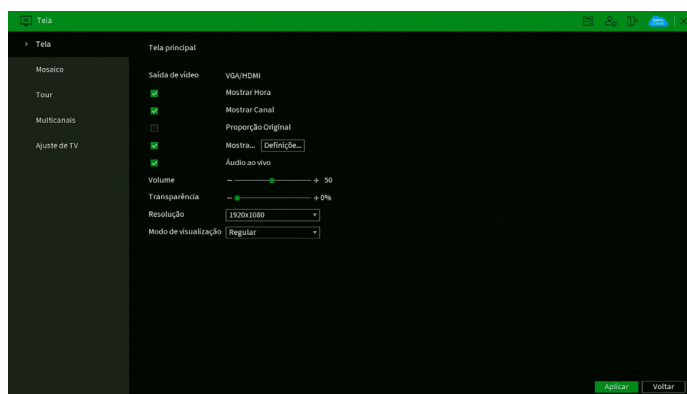 Tela
Tela
Mosaico
Tour
Multicanais
Ajuste de TV
Tela principal
Saída de vídeo VGA/HDMI
Mostrar Hora
Mostrar Canal
Proporção Original
Mostra... Definiçõe...
Áudio ao vivo
Volume − + 50
Transparência − + 0%
Resolução 1920x1080
Modo de visualização Regular
Aplicar Voltar